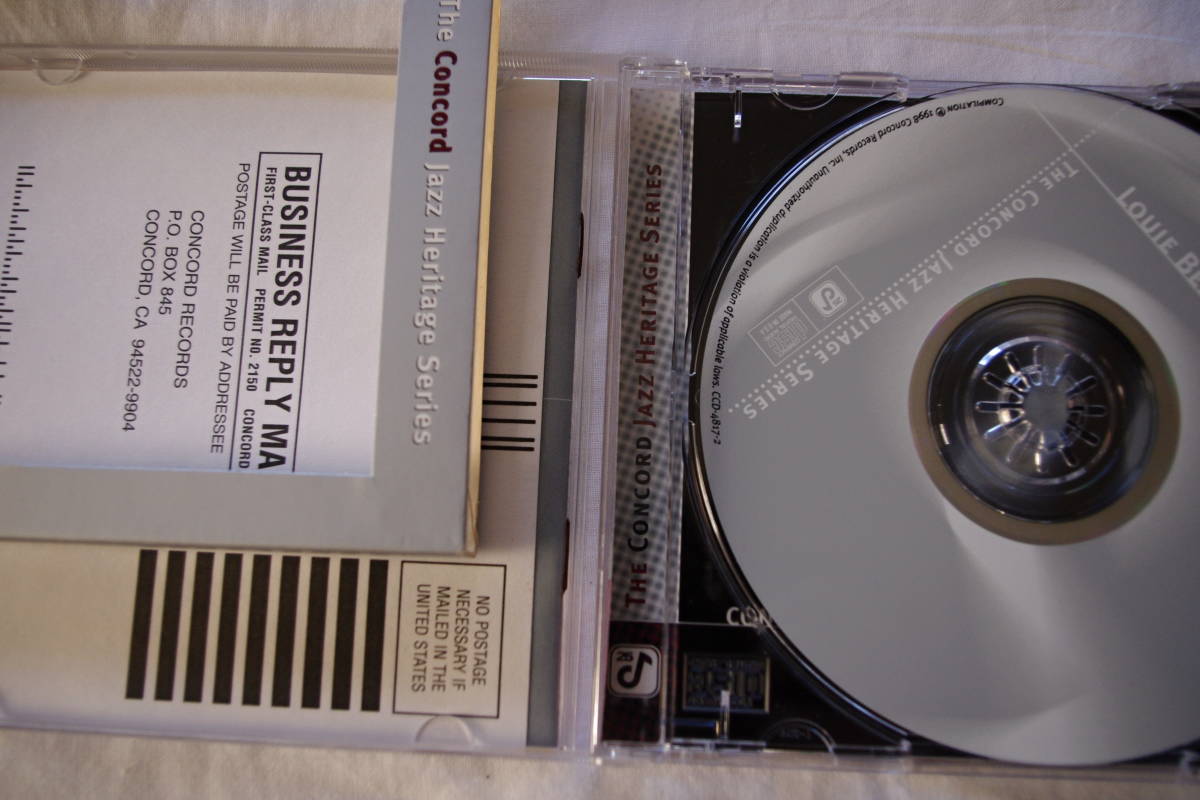 The Concord Jazz Heritage Series
BUSINESS REPLY MA
FIRST-CLASS MAIL PERMIT NO. 2150 CONCORD
POSTAGE WILL BE PAID BY ADDRESSEE
CONCORD RECORDS
P.O. BOX 845
CONCORD, CA 94522-9904
NO POSTAGE
NECESSARY IF
MAILED IN THE
UNITED STATES
THE CONCORD JAZZ HERITAGE SERIES
LOUIE B
THE CONCORD JAZZ HERITAGE SERIES
COMPILATION ℗ 1998 Concord Records, Inc. Unauthorized duplication is a violation of applicable laws. CCD-4817-2